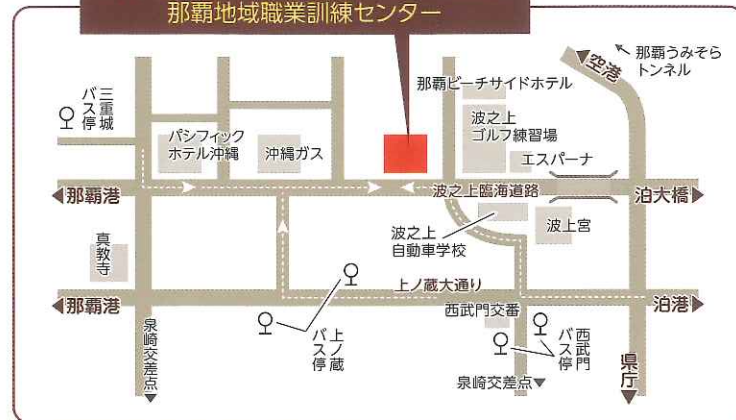 那覇地域職業訓練センター
那覇うみそら
トンネル
空港
那覇ビーチサイドホテル
三重城
バス停
パシフィック
ホテル沖縄
沖縄ガス
波之上
ゴルフ練習場
エスパーナ
那覇港
波之上臨海道路
泊大橋
真教寺
波之上
自動車学校
波上宮
上ノ蔵大通り
那覇港
泊港
西武門交番
泉崎交差点
上ノ蔵
バス停
西武門
バス停
泉崎交差点
県庁